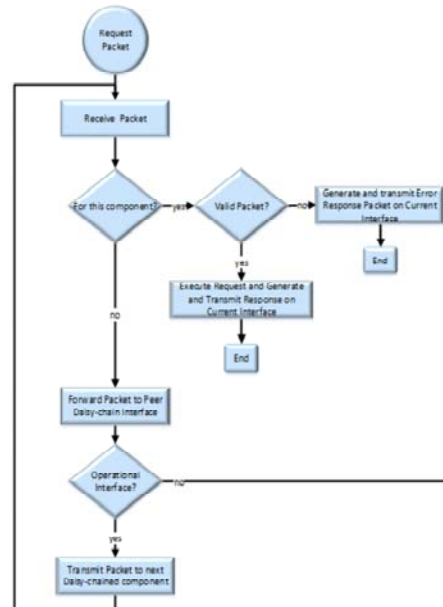 Request
Packet
Receive Packet
For this component?
yes
Valid Packet?
no
Generate and transmit Error
Response Packet on Current
Interface
End
yes
Execute Request and Generate
and Transmit Response on
Current Interface
End
no
Forward Packet to Peer
Daisy-chain Interface
Operational
Interface?
no
yes
Transmit Packet to next
Daisy-chained component